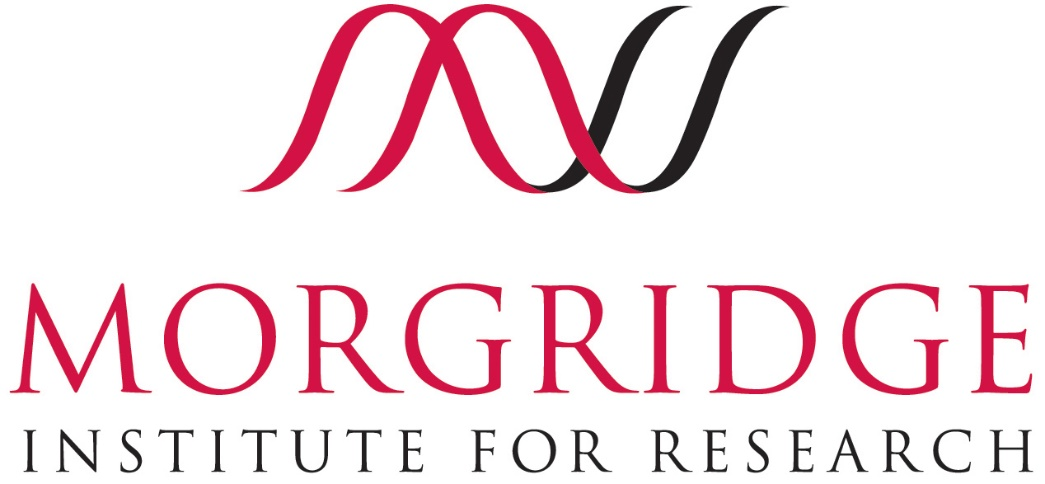 MORGRIDGE
INSTITUTE FOR RESEARCH